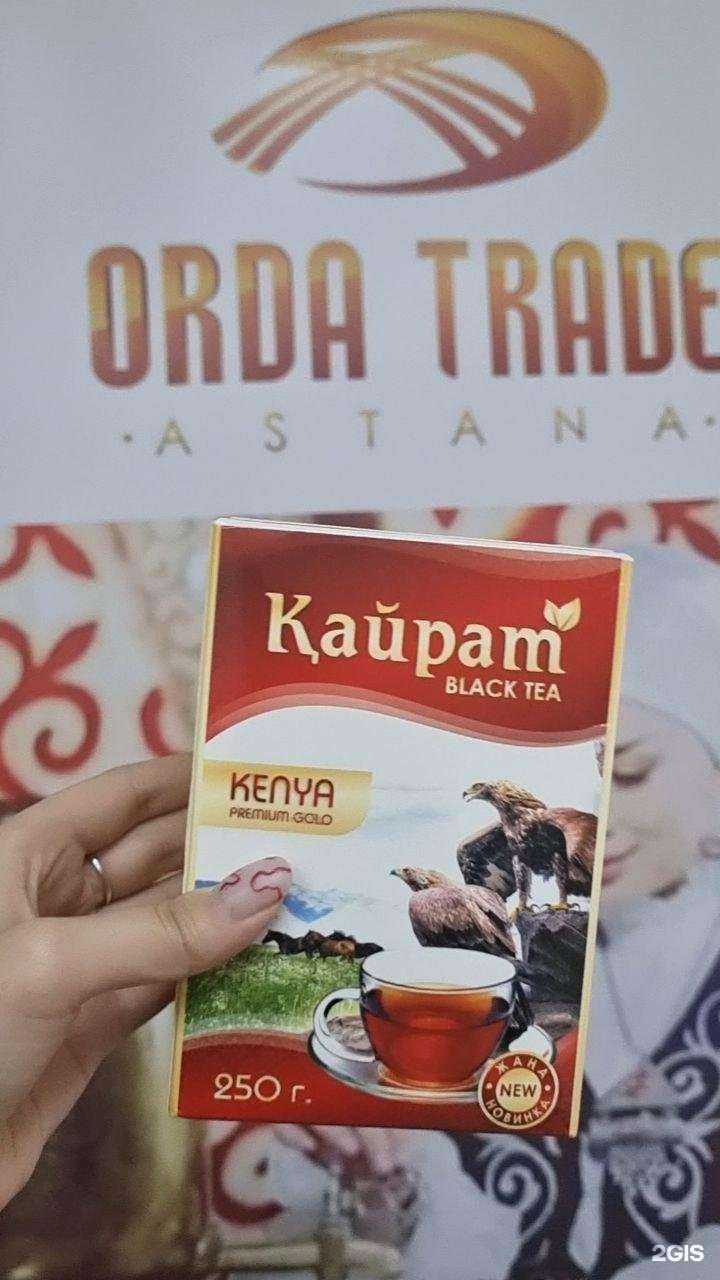 ORDA TRADE
·ASTANA·
Қайрат
BLACK TEA
KENYA
PREMIUM GOLD
250 г.
ЖАҢА
NEW
НОВИНКА
2GIS